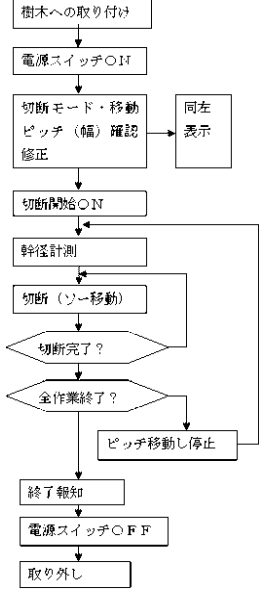 樹木への取り付け
電源スイッチON
切断モード・移動
ピッチ(幅)確認
修正
同左
表示
切断開始ON
幹径計測
切断(ソー移動)
切断完了?
全作業終了?
ピッチ移動し停止
終了報知
電源スイッチOFF
取り外し